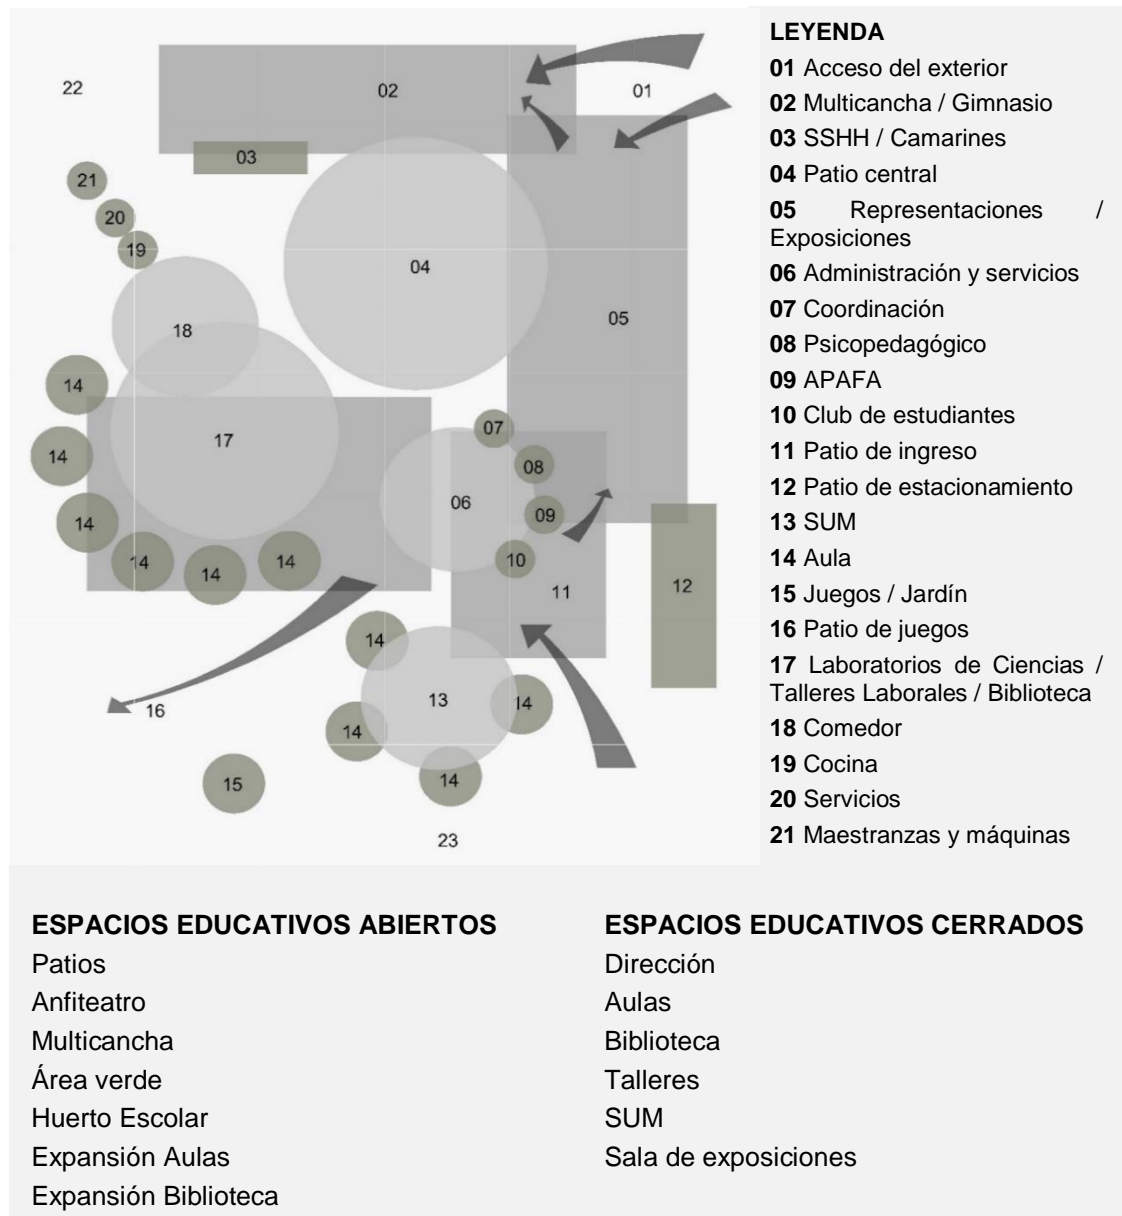 22
02
01
03
21
20
19
04
18
05
14
17
07
14
08
06
09
14
14
14
14
10
11
12
14
13
14
14
16
15
14
23
LEYENDA
01 Acceso del exterior
02 Multicancha / Gimnasio
03 SSHH / Camarines
04 Patio central
05 Representaciones /
Exposiciones
06 Administración y servicios
07 Coordinación
08 Psicopedagógico
09 APAFA
10 Club de estudiantes
11 Patio de ingreso
12 Patio de estacionamiento
13 SUM
14 Aula
15 Juegos / Jardín
16 Patio de juegos
17 Laboratorios de Ciencias /
Talleres Laborales / Biblioteca
18 Comedor
19 Cocina
20 Servicios
21 Maestranzas y máquinas
ESPACIOS EDUCATIVOS ABIERTOS
Patios
Anfiteatro
Multicancha
Área verde
Huerto Escolar
Expansión Aulas
Expansión Biblioteca
ESPACIOS EDUCATIVOS CERRADOS
Dirección
Aulas
Biblioteca
Talleres
SUM
Sala de exposiciones